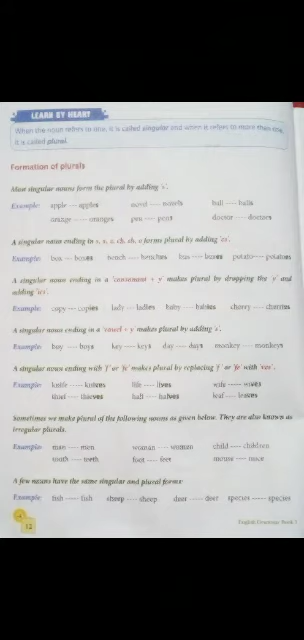 LEARN BY HEART
When the noun refers to one, it is called singular and when it refers to more than one,
it is called plural.
Formation of plurals
Most singular nouns form the plural by adding 's'.
Example: apple ---- apples novel ---- novels ball ---- balls
orange ---- oranges pen ---- pens doctor ---- doctors
A singular noun ending in s, x, z, ch, sh, o forms plural by adding 'es'.
Example: box ---- boxes bench ---- benches bus ---- buses potato---- potatoes
A singular noun ending in a 'consonant + y' makes plural by dropping the 'y' and
adding 'ies'.
Example: copy ---- copies lady ---- ladies baby ---- babies cherry ---- cherries
A singular noun ending in a 'vowel + y' makes plural by adding 's'.
Example: boy ---- boys key ---- keys day ---- days monkey ---- monkeys
A singular noun ending with 'f' or 'fe' makes plural by replacing 'f' or 'fe' with 'ves'.
Example: knife ---- knives life ---- lives wife ---- wives
thief ---- thieves half ---- halves leaf ---- leaves
Sometimes we make plural of the following nouns as given below. They are also known as
irregular plurals.
Example: man ---- men woman ---- women child ---- children
tooth ---- teeth foot ---- feet mouse ---- mice
A few nouns have the same singular and plural forms:
Example: fish ---- fish sheep ---- sheep deer ---- deer species ---- species
12
English Grammar Book